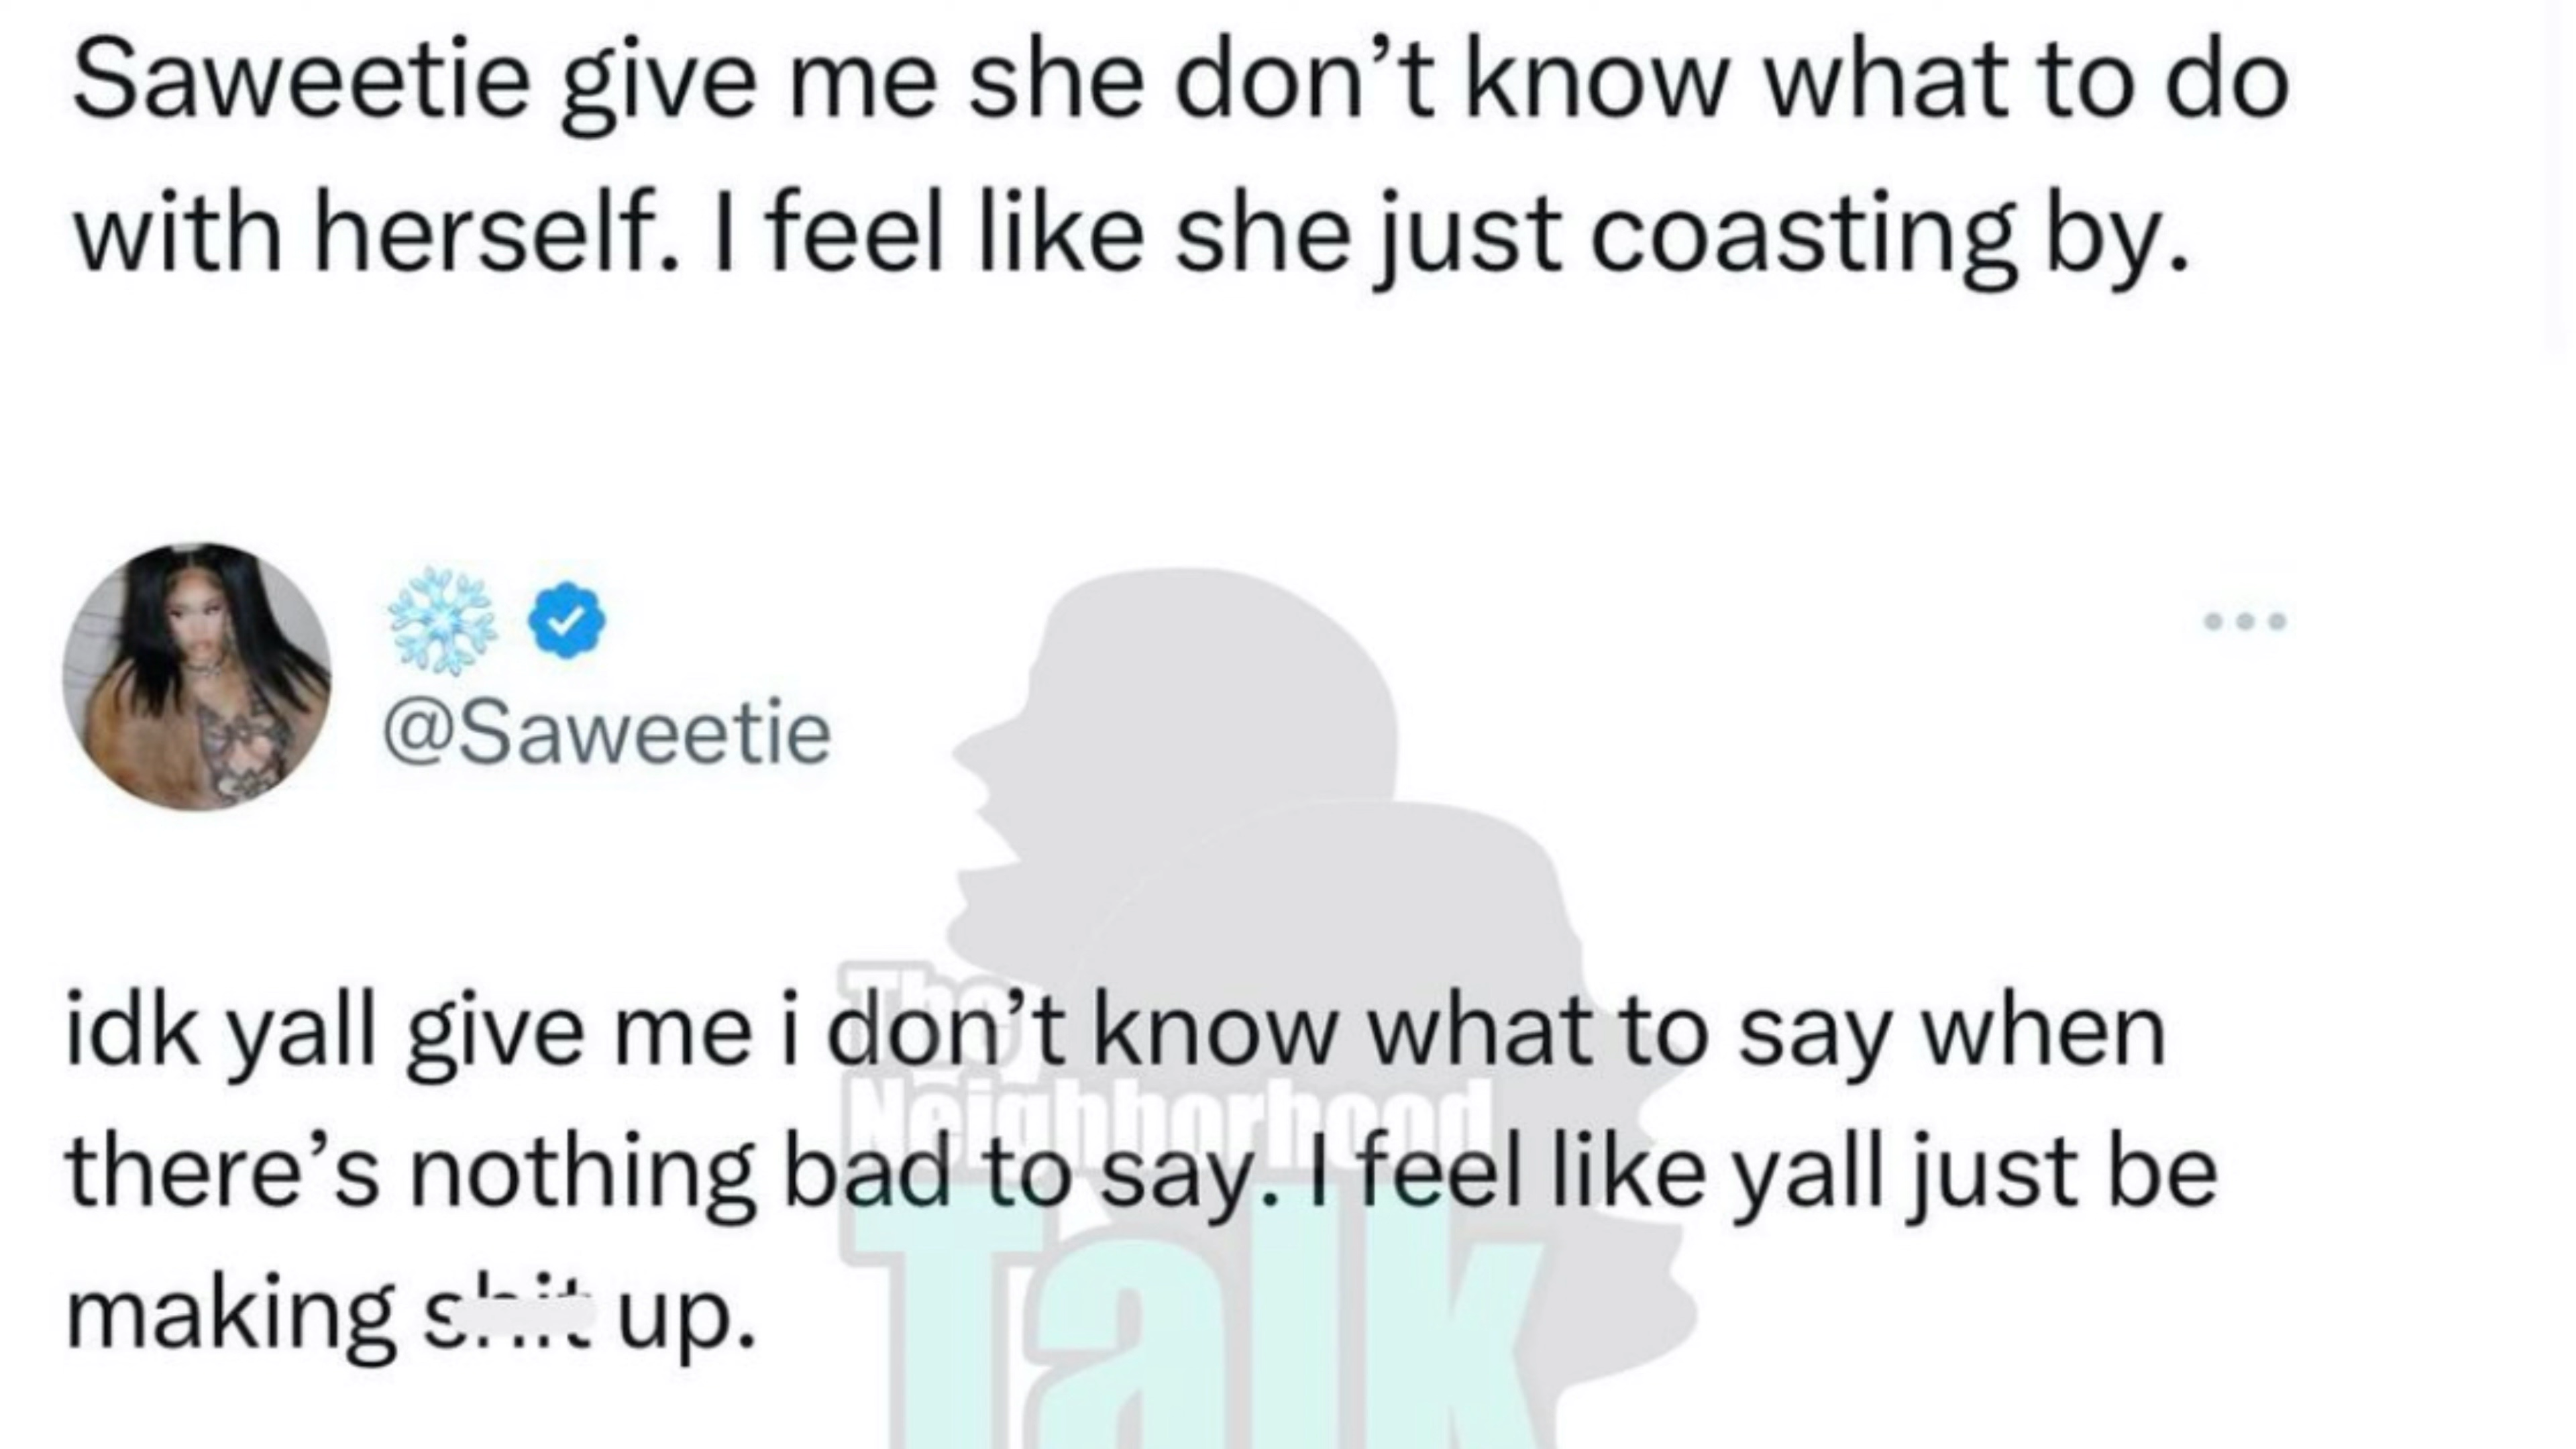 Saweetie give me she don’t know what to do
with herself. I feel like she just coasting by.
@Saweetie
idk yall give me i don’t know what to say when
there’s nothing bad to say. I feel like yall just be
making shit up.
The
Neighborhood
Talk